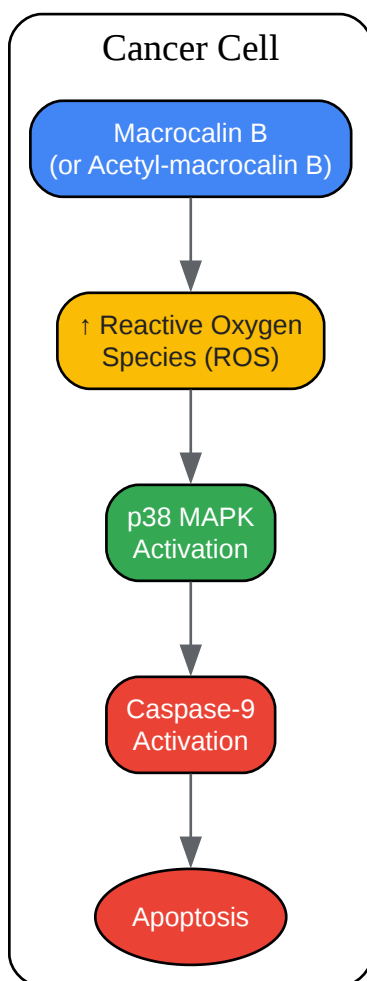 Cancer Cell
Macrocalin B
(or Acetyl-macrocalin B)
↑ Reactive Oxygen
Species (ROS)
p38 MAPK
Activation
Caspase-9
Activation
Apoptosis